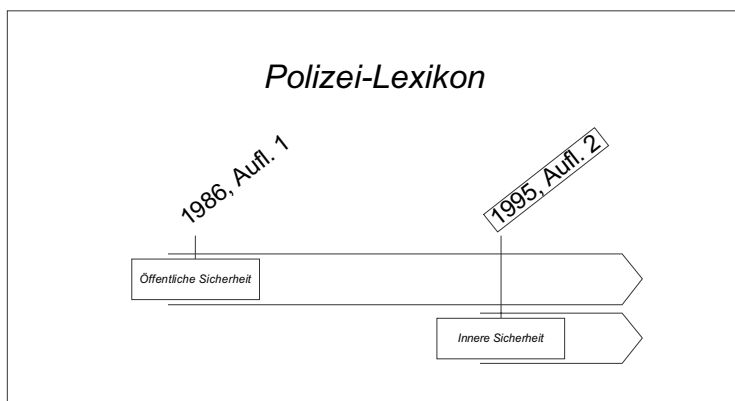 Polizei-Lexikon
1986, Aufl. 1
1995, Aufl. 2
Öffentliche Sicherheit
Innere Sicherheit